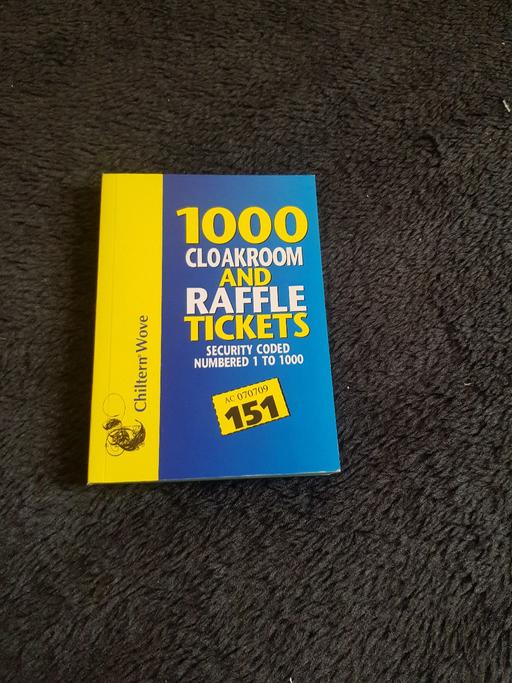 1000
CLOAKROOM
AND
RAFFLE
TICKETS
SECURITY CODED
NUMBERED 1 TO 1000
AC 070709
151
Chiltern Wove